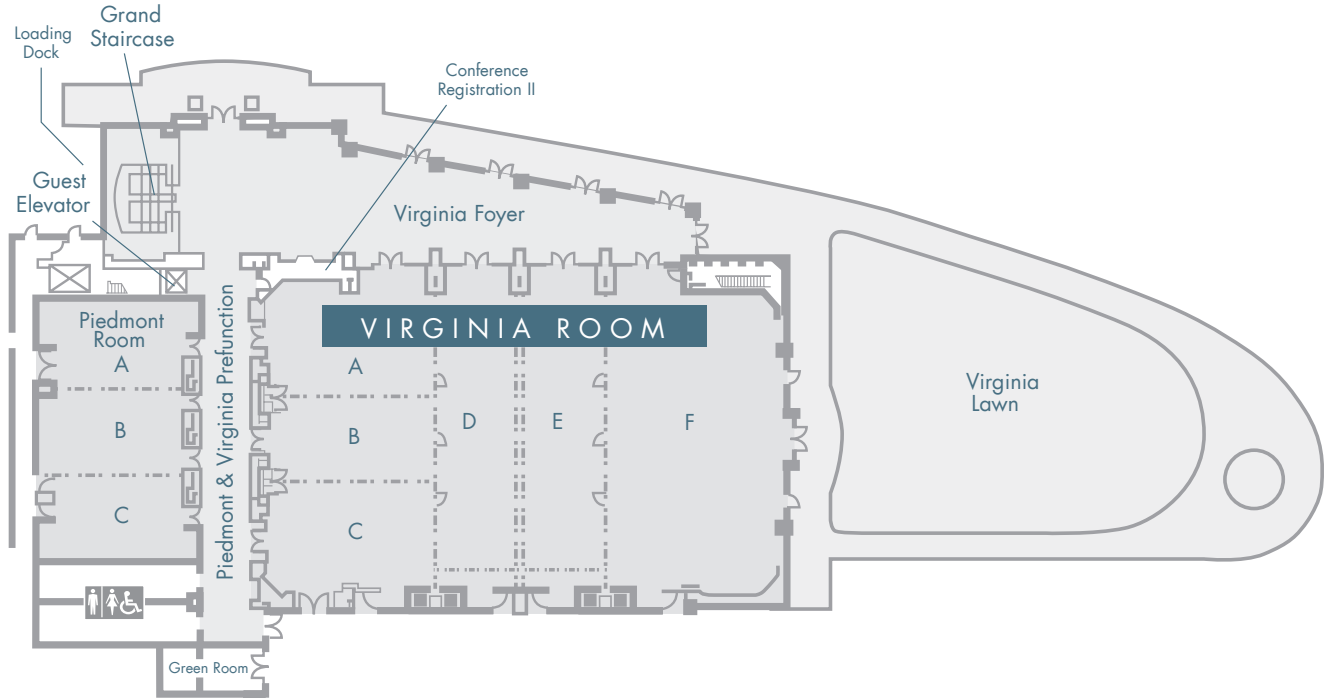 Grand
Staircase
Loading
Dock
Conference
Registration II
Guest
Elevator
Virginia Foyer
VIRGINIA ROOM
Piedmont
Room
A
B
C
Piedmont & Virginia Prefunction
A
B
C
D
E
F
Virginia
Lawn
Green Room